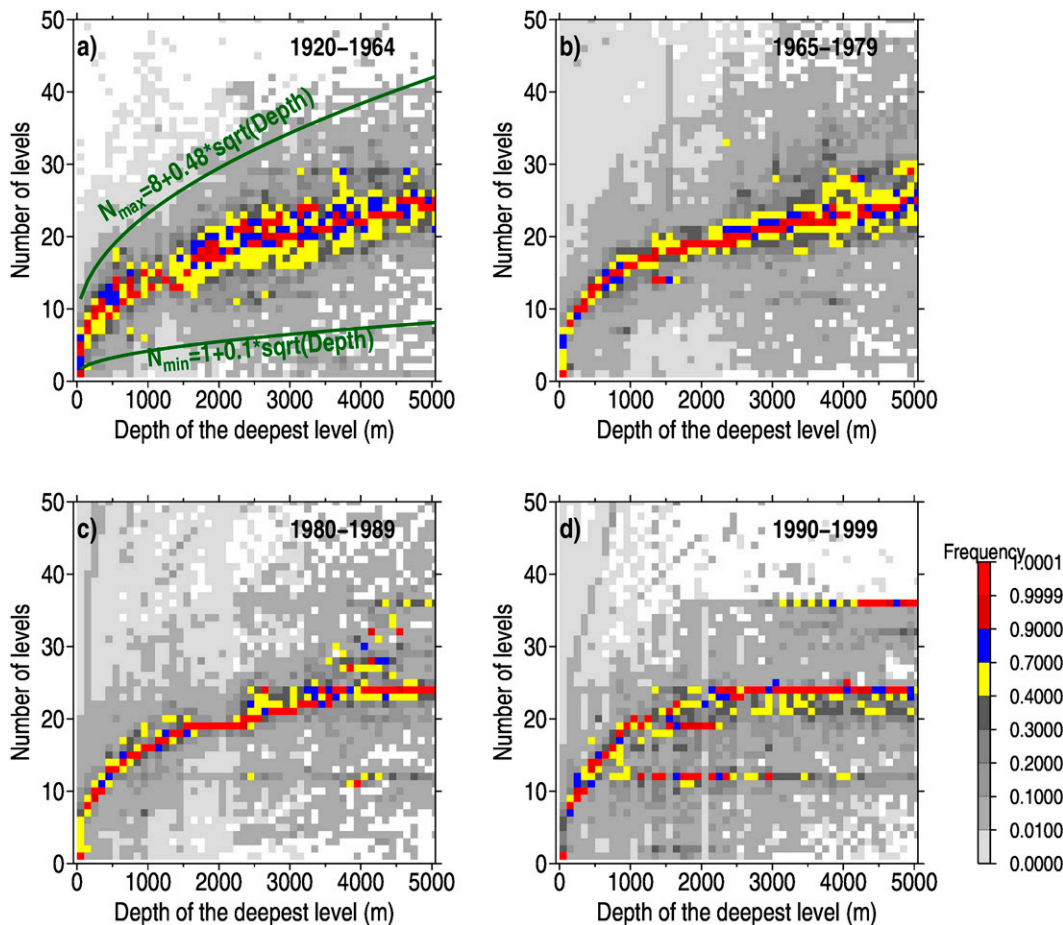 a)
1920–1964
N_max=8+0.48*sqrt(Depth)
N_min=1+0.1*sqrt(Depth)
Number of levels
50
40
30
20
10
0
0 1000 2000 3000 4000 5000
Depth of the deepest level (m)
b)
1965–1979
Number of levels
50
40
30
20
10
0
0 1000 2000 3000 4000 5000
Depth of the deepest level (m)
c)
1980–1989
Number of levels
50
40
30
20
10
0
0 1000 2000 3000 4000 5000
Depth of the deepest level (m)
d)
1990–1999
Number of levels
50
40
30
20
10
0
0 1000 2000 3000 4000 5000
Depth of the deepest level (m)
Frequency
1.0001
0.9999
0.9000
0.7000
0.4000
0.3000
0.2000
0.1000
0.0100
0.0000